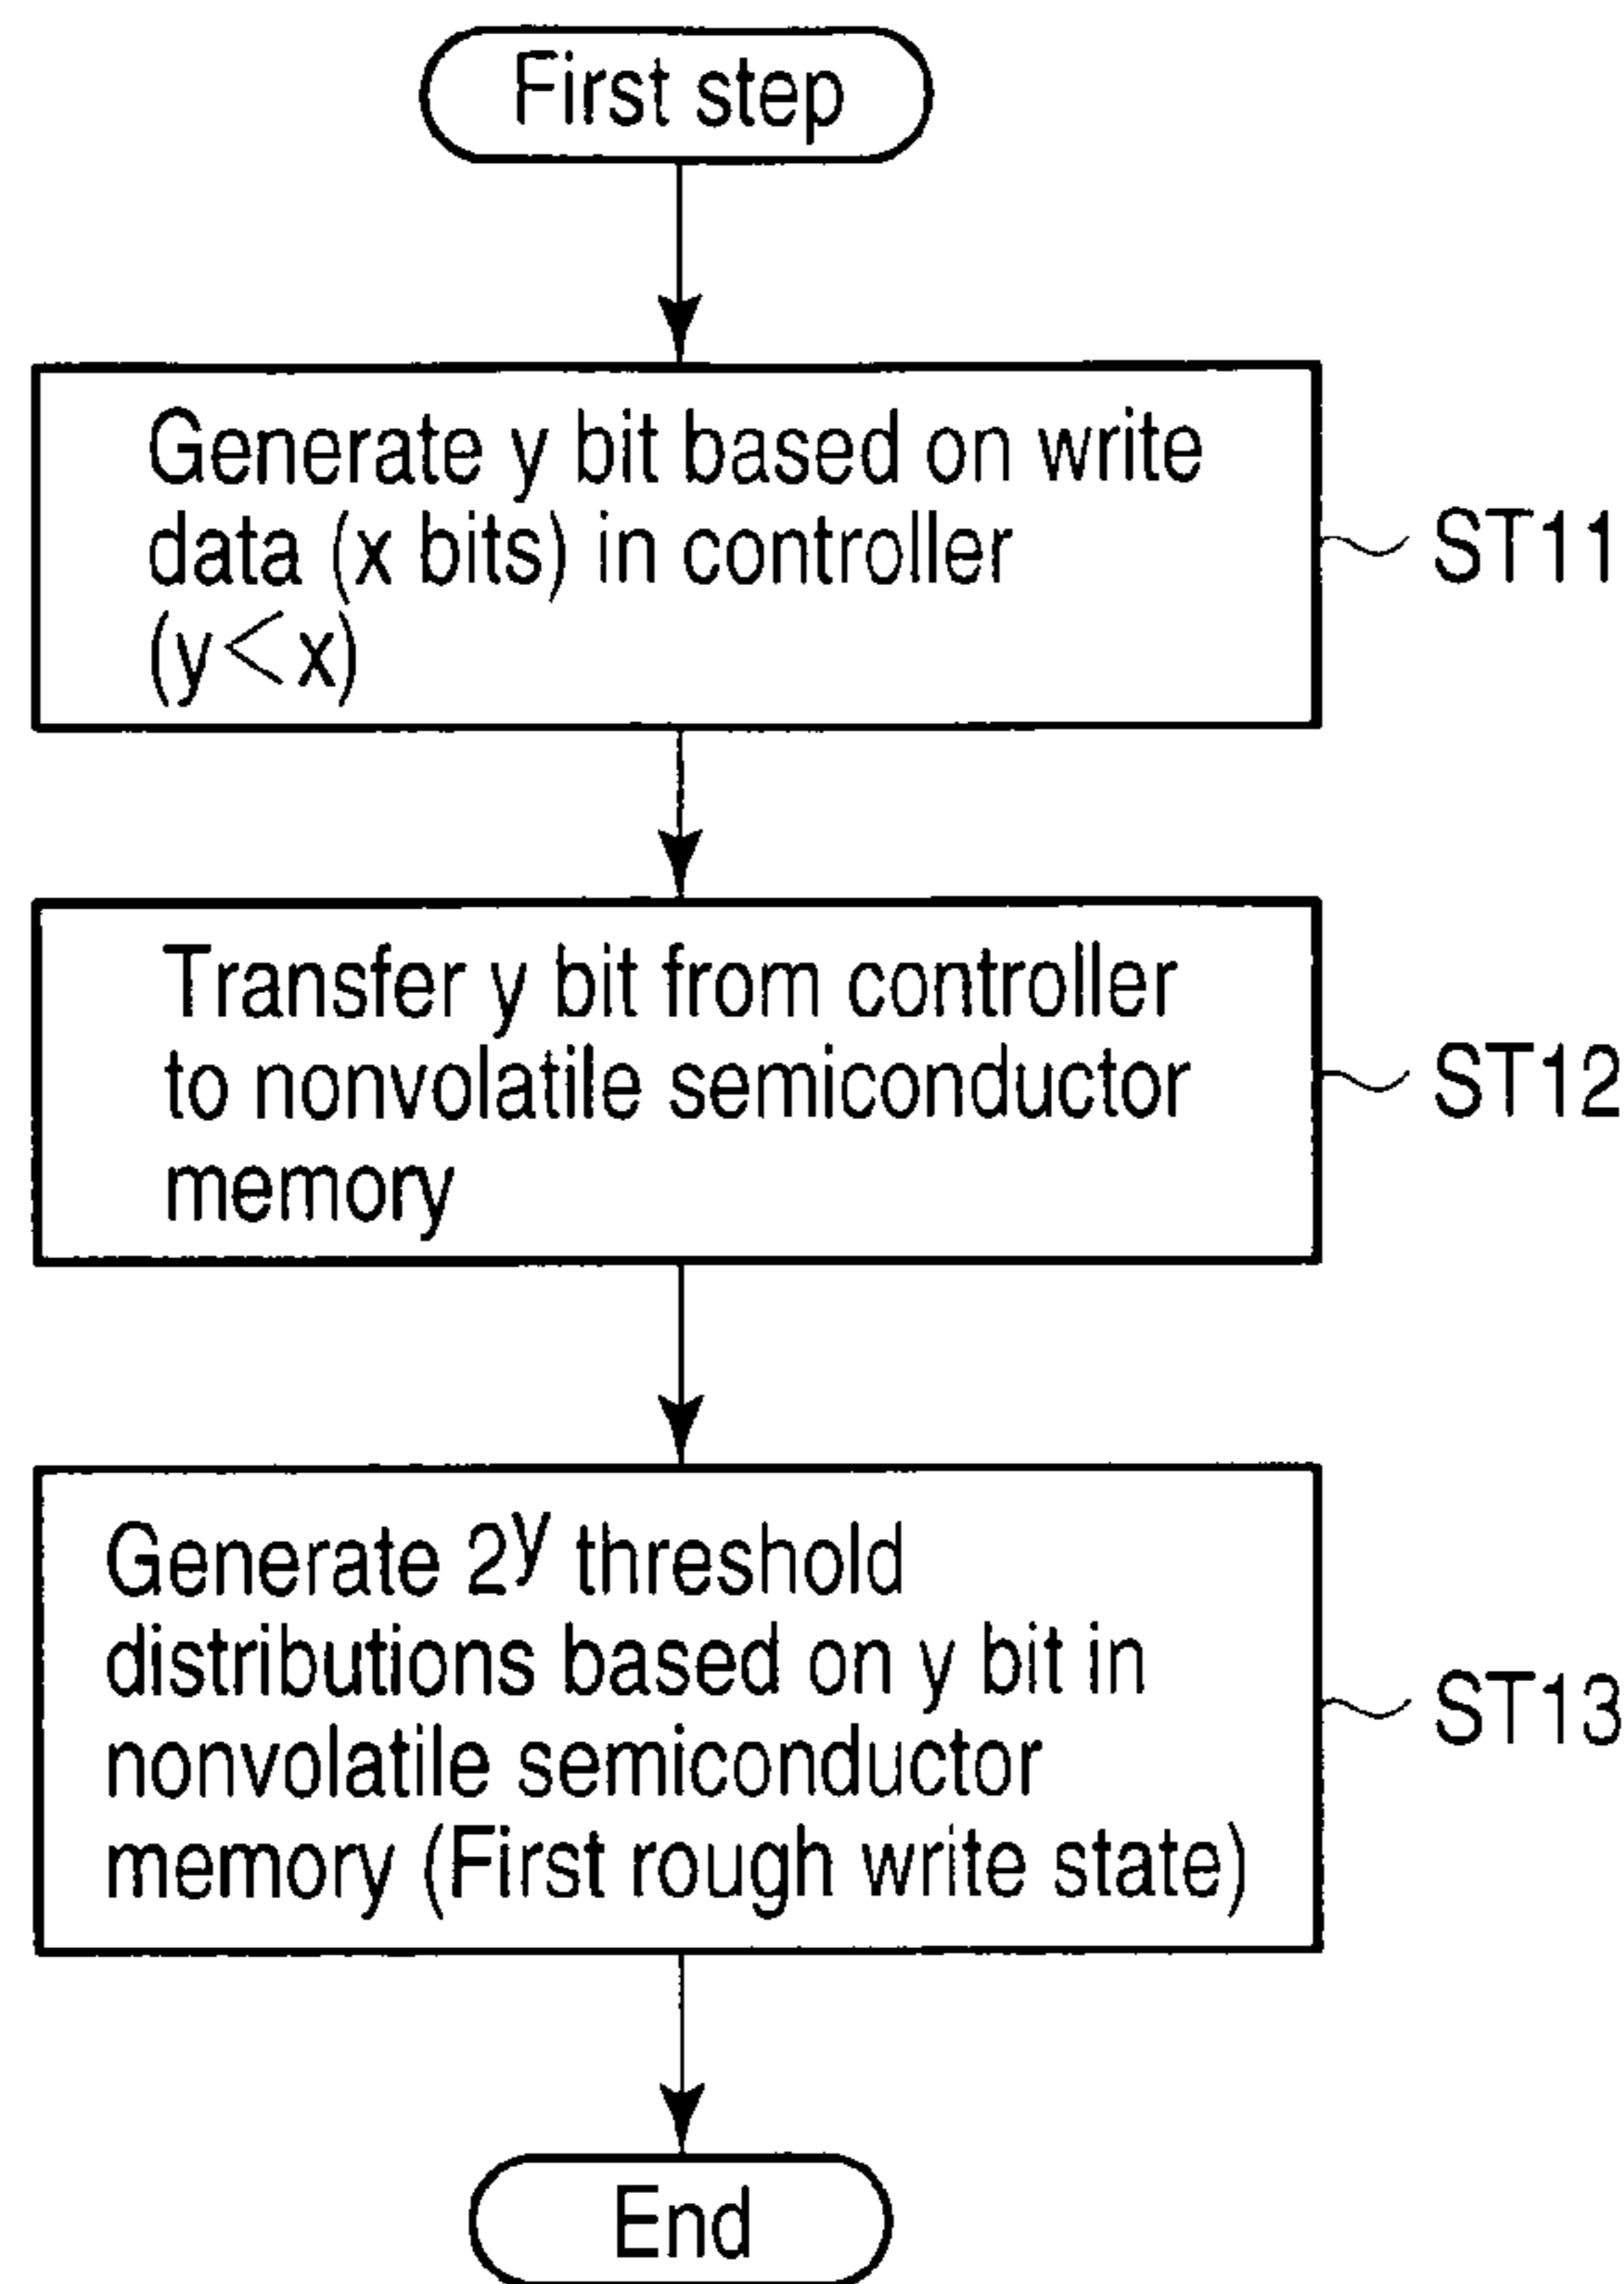 First step
Generate y bit based on write
data (x bits) in controller
(y<x)
ST11
Transfer y bit from controller
to nonvolatile semiconductor
memory
ST12
Generate 2^y threshold
distributions based on y bit in
nonvolatile semiconductor
memory (First rough write state)
ST13
End